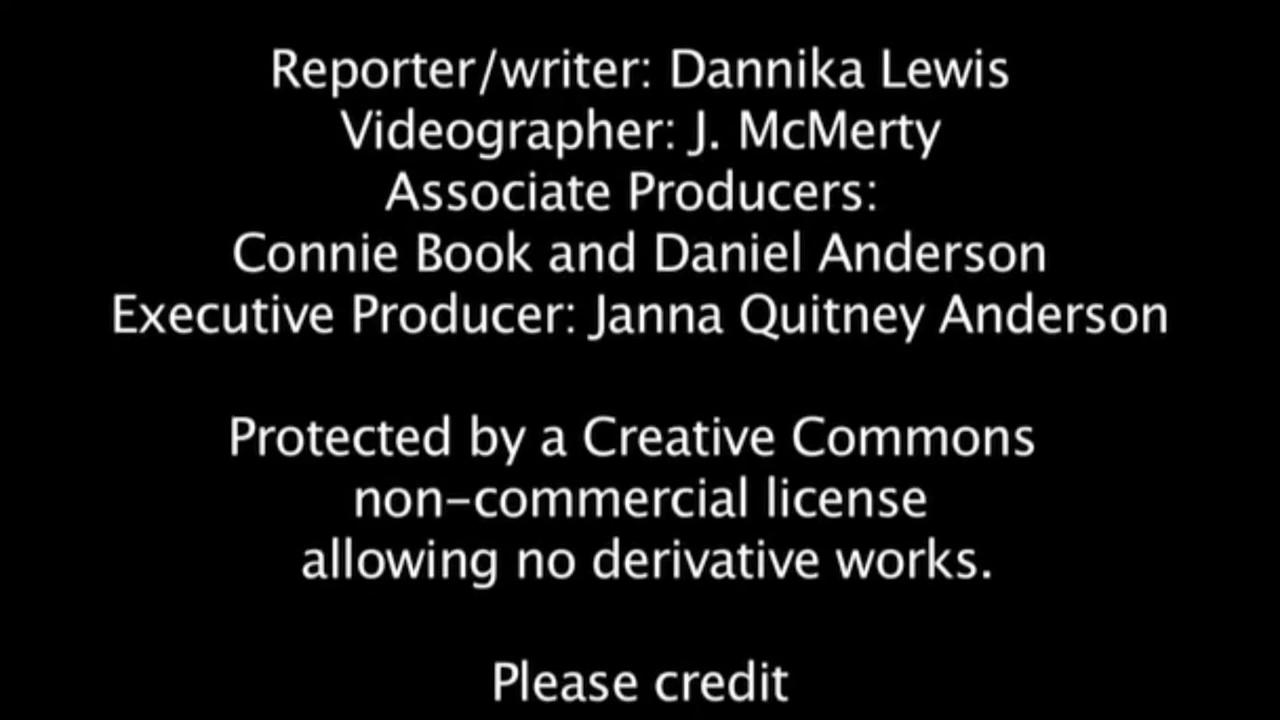 Reporter/writer: Dannika Lewis
Videographer: J. McMerty
Associate Producers:
Connie Book and Daniel Anderson
Executive Producer: Janna Quitney Anderson
Protected by a Creative Commons
non-commercial license
allowing no derivative works.
Please credit